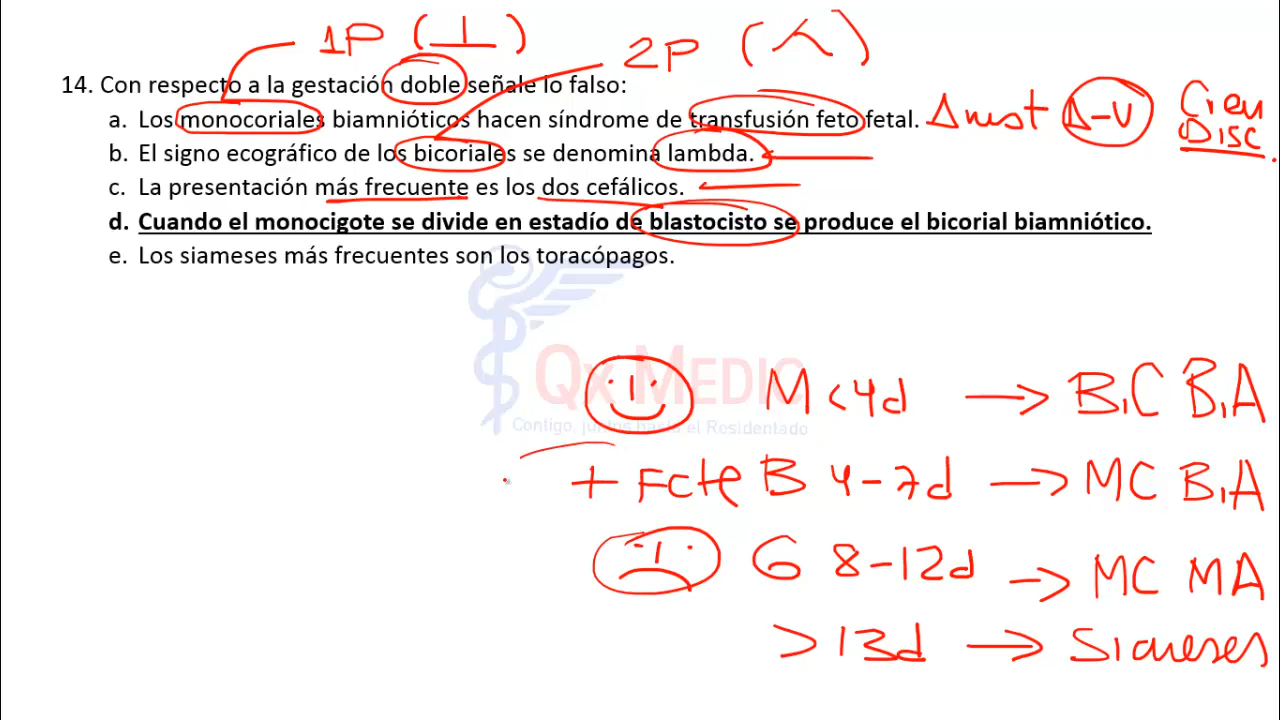 1P (⊥) 2P (λ)
14. Con respecto a la gestación doble señale lo falso:
a. Los monocoriales biamnióticos hacen síndrome de transfusión feto fetal. Anast A-V Cien DISC
b. El signo ecográfico de los bicoriales se denomina lambda.
c. La presentación más frecuente es los dos cefálicos.
d. Cuando el monocigote se divide en estadío de blastocisto se produce el bicorial biamniótico.
e. Los siameses más frecuentes son los toracópagos.
Qx MEDIC
Contigo, juntos hasta el Residentado
M <4d → BiC BiA
+ Fcte B 4-7d → MC BiA
G 8-12d → MC MA
>13d → Siameses